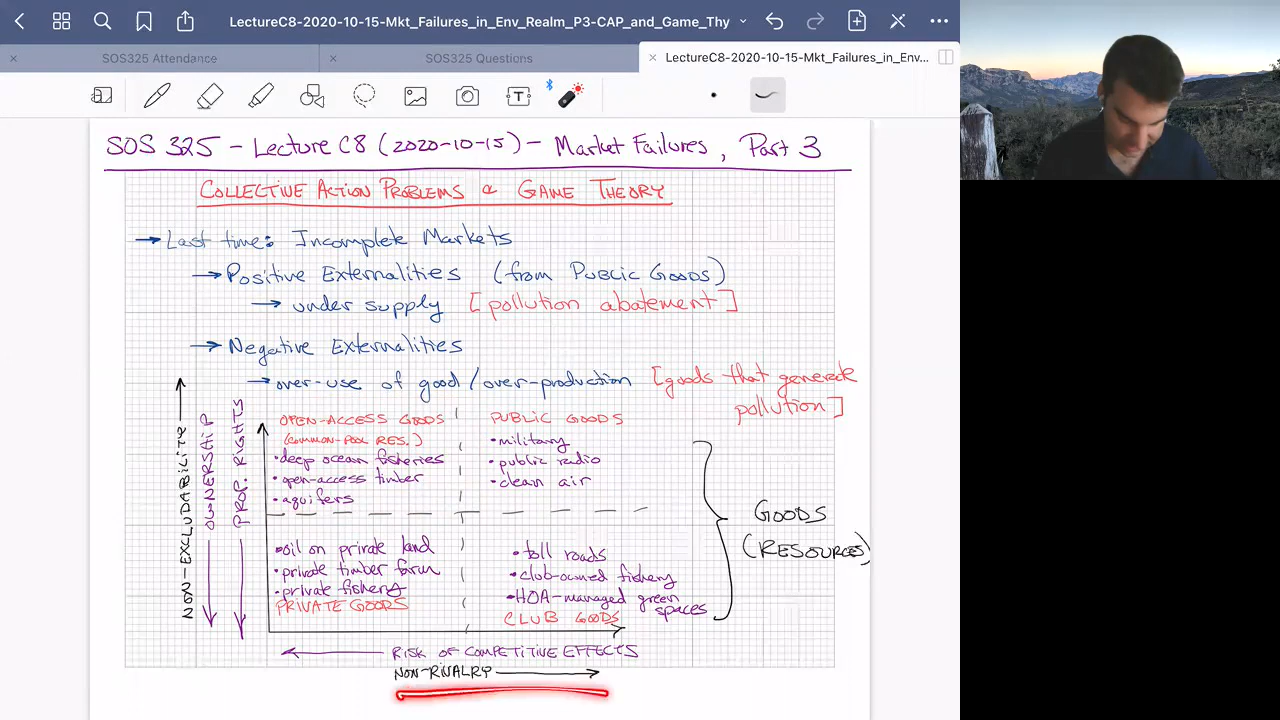 LectureC8-2020-10-15-Mkt_Failures_in_Env_Realm_P3-CAP_and_Game_Thy
SOS325 Attendance
SOS325 Questions
LectureC8-2020-10-15-Mkt_Failures_in_Env...
SOS 325 - Lecture C8 (2020-10-15) - Market Failures, Part 3
COLLECTIVE ACTION PROBLEMS & GAME THEORY
→ Last time: Incomplete Markets
→ Positive Externalities (from PUBLIC GOODS)
→ under supply [pollution abatement]
→ Negative Externalities
→ over-use of good/over-production [goods that generate
pollution]
NON-EXCLUDABILITY
OWNERSHIP
PROP. RIGHTS
OPEN-ACCESS GOODS
(COMMON-POOL RES.)
• deep ocean fisheries
• open-access timber
• aquifers
PUBLIC GOODS
• military
• public radio
• clean air
• oil on private land
• private timber farm
• private fishery
PRIVATE GOODS
• toll roads
• club-owned fishery
• HOA-managed green
spaces
CLUB GOODS
GOODS
(RESOURCES)
RISK OF COMPETITIVE EFFECTS
NON-RIVALRY